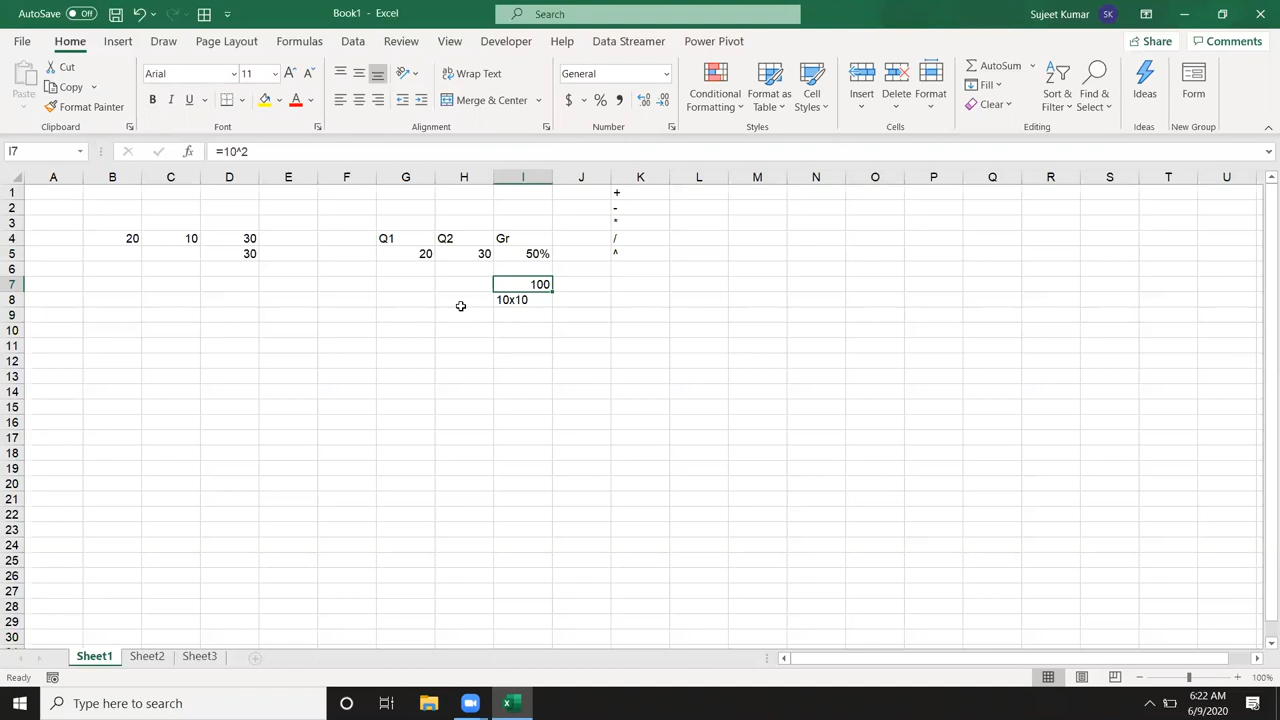 AutoSave Off
Book1 - Excel
Search
Sujeet Kumar SK
File Home Insert Draw Page Layout Formulas Data Review View Developer Help Data Streamer Power Pivot Share Comments
Paste
Cut
Copy
Format Painter
Clipboard
Arial 11
B I U
Font
Wrap Text
Merge & Center
Alignment
General
$ % ,
Number
Conditional Formatting
Format as Table
Cell Styles
Styles
Insert Delete Format
Cells
AutoSum
Fill
Clear
Sort & Filter
Find & Select
Editing
Ideas
Ideas
Form
New Group
I7 fx =10^2
A B C D E F G H I J K L M N O P Q R S T U
1 +
2 -
3 *
4 20 10 30 Q1 Q2 Gr /
5 30 20 30 50% ^
6
7 100
8 10x10
9
10
11
12
13
14
15
16
17
18
19
20
21
22
23
24
25
26
27
28
29
30
Sheet1 Sheet2 Sheet3
Ready 100%
Type here to search
6:22 AM
6/9/2020